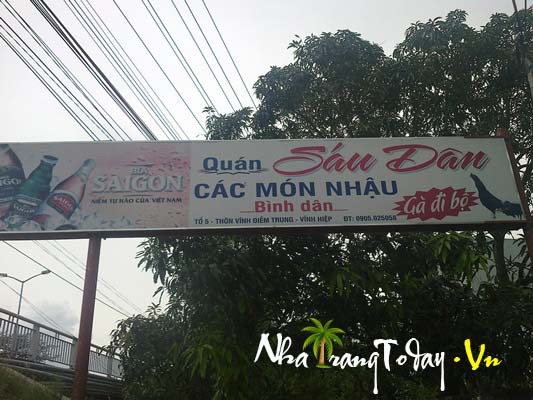 BIA
SAIGON
NIỀM TỰ HÀO CỦA VIỆT NAM
Quán Sáu Dân
CÁC MÓN NHẬU
Bình dân
Gà đi bộ
TỔ 5 - THÔN VĨNH ĐIỀM TRUNG - VĨNH HIỆP ĐT: 0905.025058
NhaTrangToday.Vn